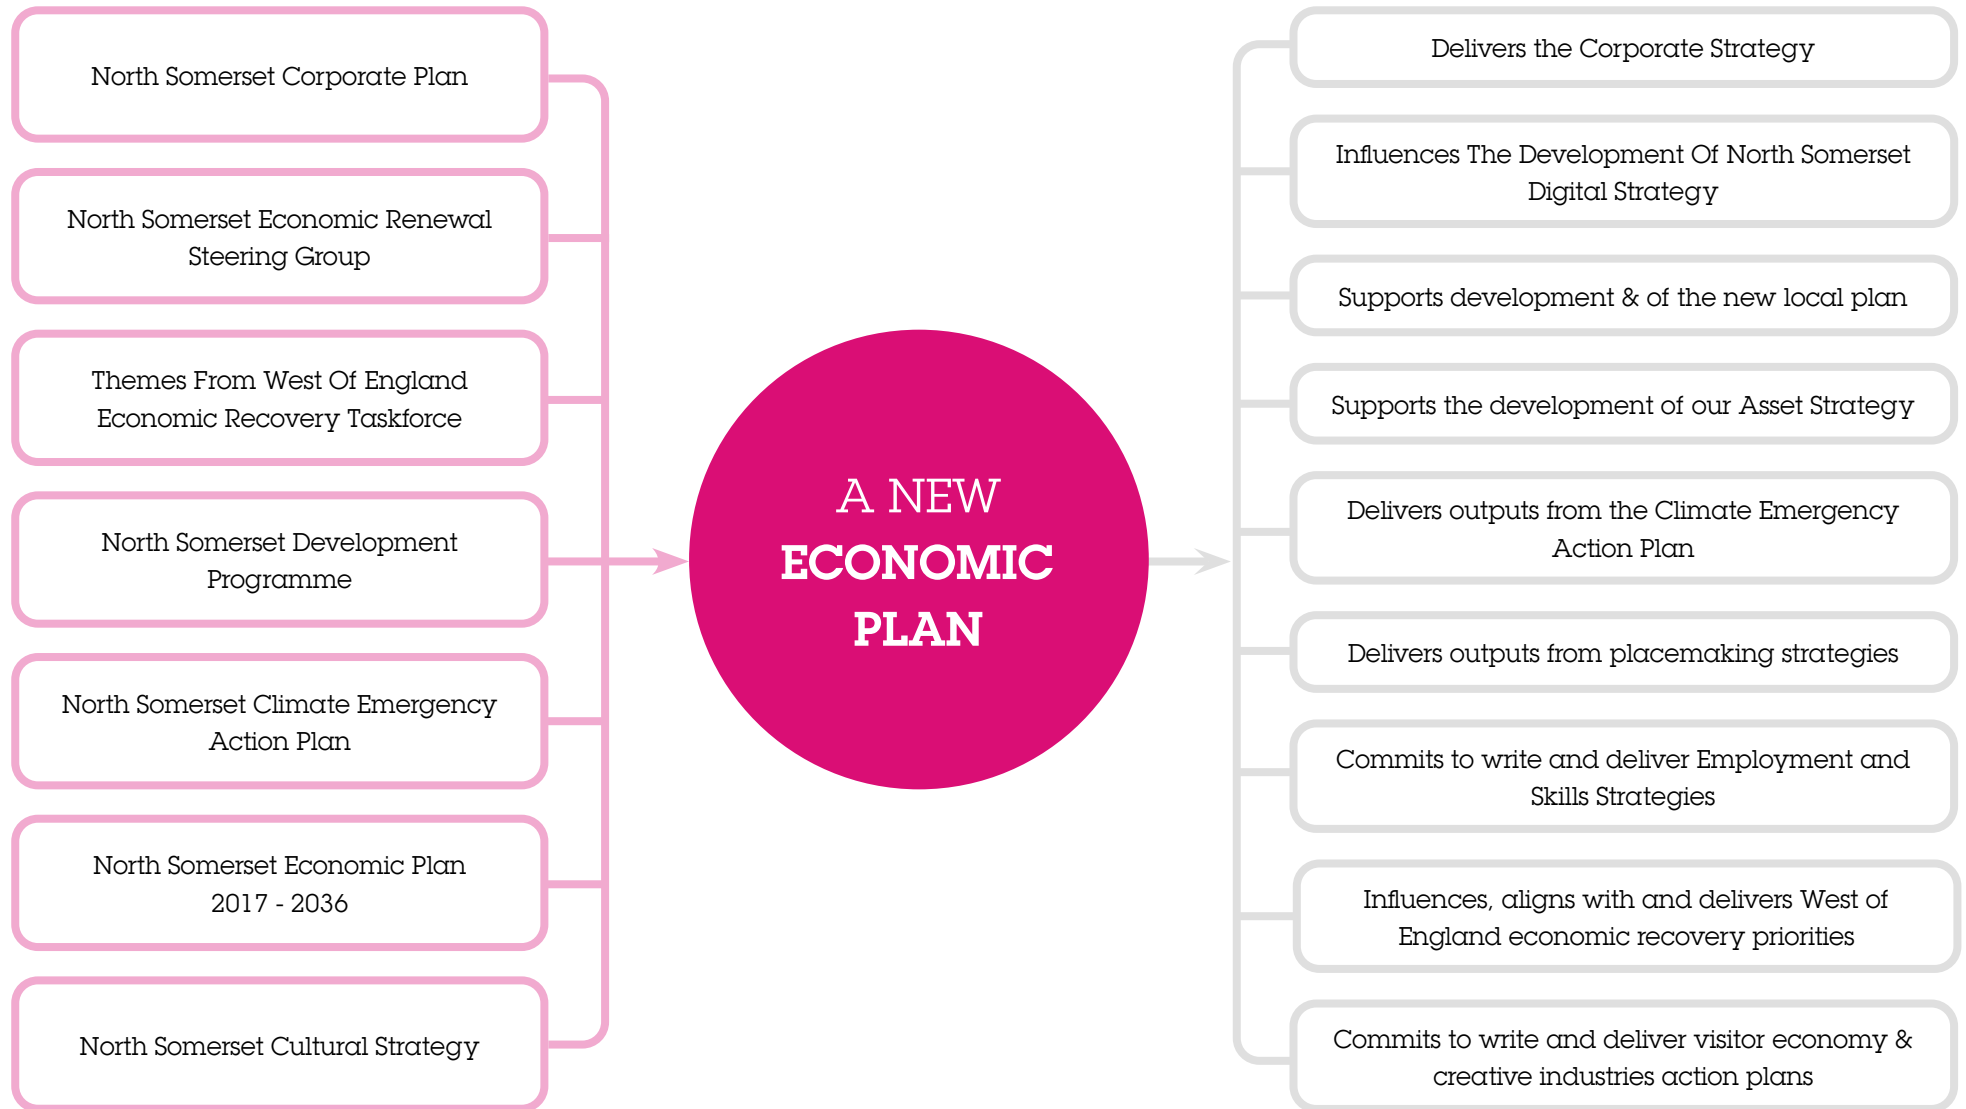 North Somerset Corporate Plan
North Somerset Economic Renewal
Steering Group
Themes From West Of England
Economic Recovery Taskforce
North Somerset Development
Programme
North Somerset Climate Emergency
Action Plan
North Somerset Economic Plan
2017 - 2036
North Somerset Cultural Strategy
A NEW
ECONOMIC
PLAN
Delivers the Corporate Strategy
Influences The Development Of North Somerset
Digital Strategy
Supports development & of the new local plan
Supports the development of our Asset Strategy
Delivers outputs from the Climate Emergency
Action Plan
Delivers outputs from placemaking strategies
Commits to write and deliver Employment and
Skills Strategies
Influences, aligns with and delivers West of
England economic recovery priorities
Commits to write and deliver visitor economy &
creative industries action plans